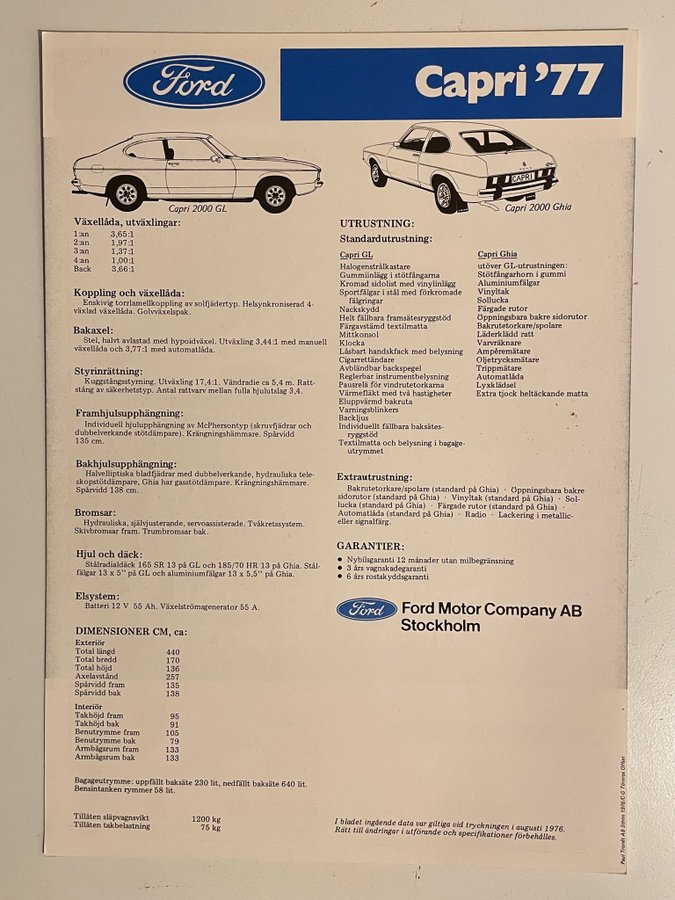 Ford
Capri ’77
CAPRI
Capri 2000 GL
Capri 2000 Ghia
Växellåda, utväxlingar:
1:an 3,65:1
2:an 1,97:1
3:an 1,37:1
4:an 1,00:1
Back 3,66:1
Koppling och växellåda:
Enskivig torrlamellkoppling av solfjädertyp. Helsynkroniserad 4-
växlad växellåda. Golvväxelspak.
Bakaxel:
Stel, halvt avlastad med hypoidväxel. Utväxling 3,44:1 med manuell
växellåda och 3,77:1 med automatlåda.
Styrinrättning:
Kuggstångsstyrning. Utväxling 17,4:1. Vändradie ca 5,4 m. Ratt-
stång av säkerhetstyp. Antal rattvarv mellan fulla hjulutslag 3,4.
Framhjulsupphängning:
Individuell hjulupphängning av McPhersontyp (skruvfjädrar och
dubbelverkande stötdämpare). Krängningshämmare. Spårvidd
135 cm.
Bakhjulsupphängning:
Halvelliptiska bladfjädrar med dubbelverkande, hydrauliska tele-
skopstötdämpare, Ghia har gasstötdämpare. Krängningshämmare.
Spårvidd 138 cm.
Bromsar:
Hydrauliska, självjusterande, servoassisterade. Tvåkretssystem.
Skivbromsar fram. Trumbromsar bak.
Hjul och däck:
Stålradialdäck 165 SR 13 på GL och 185/70 HR 13 på Ghia. Stål-
fälgar 13 x 5” på GL och aluminiumfälgar 13 x 5,5” på Ghia.
Elsystem:
Batteri 12 V 55 Ah. Växelströmsgenerator 55 A.
DIMENSIONER CM, ca:
Exteriör
Total längd 440
Total bredd 170
Total höjd 136
Axelavstånd 257
Spårvidd fram 135
Spårvidd bak 138
Interiör
Takhöjd fram 95
Takhöjd bak 91
Benutrymme fram 105
Benutrymme bak 79
Armbågsrum fram 133
Armbågsrum bak 133
Bagageutrymme: uppfällt baksäte 230 lit, nedfällt baksäte 640 lit.
Bensintanken rymmer 58 lit.
Tillåten släpvagnsvikt 1200 kg
Tillåten takbelastning 75 kg
UTRUSTNING:
Standardutrustning:
Capri GL
Halogenstrålkastare
Gummiinlägg i stötfångarna
Kromad sidolist med vinylinlägg
Sportfälgar i stål med förkromade
fälgringar
Nackskydd
Helt fällbara framsätesryggstöd
Färgavstämd textilmatta
Mittkonsol
Klocka
Låsbart handskfack med belysning
Cigarrettändare
Avbländbar backspegel
Reglerbar instrumentbelysning
Pausrelä för vindrutetorkarna
Värmefläkt med två hastigheter
Eluppvärmd bakruta
Varningsblinkers
Backljus
Individuellt fällbara baksätes-
ryggstöd
Textilmatta och belysning i bagage-
utrymmet
Capri Ghia
utöver GL-utrustningen:
Stötfångarhorn i gummi
Aluminiumfälgar
Vinyltak
Sollucka
Färgade rutor
Öppningsbara bakre sidorutor
Bakrutetorkare/spolare
Läderklädd ratt
Varvräknare
Ampèremätare
Oljetrycksmätare
Trippmätare
Automatlåda
Lyxklädsel
Extra tjock heltäckande matta
Extrautrustning:
Bakrutetorkare/spolare (standard på Ghia) · Öppningsbara bakre
sidorutor (standard på Ghia) · Vinyltak (standard på Ghia) · Sol-
lucka (standard på Ghia) · Färgade rutor (standard på Ghia) ·
Automatlåda (standard på Ghia) · Radio · Lackering i metallic-
eller signalfärg.
GARANTIER:
● Nybilsgaranti 12 månader utan milbegränsning
● 3 års vagnskadegaranti
● 6 års rostskyddsgaranti
Ford
Ford Motor Company AB
Stockholm
I bladet ingående data var giltiga vid tryckningen i augusti 1976.
Rätt till ändringar i utförande och specifikationer förbehålles.